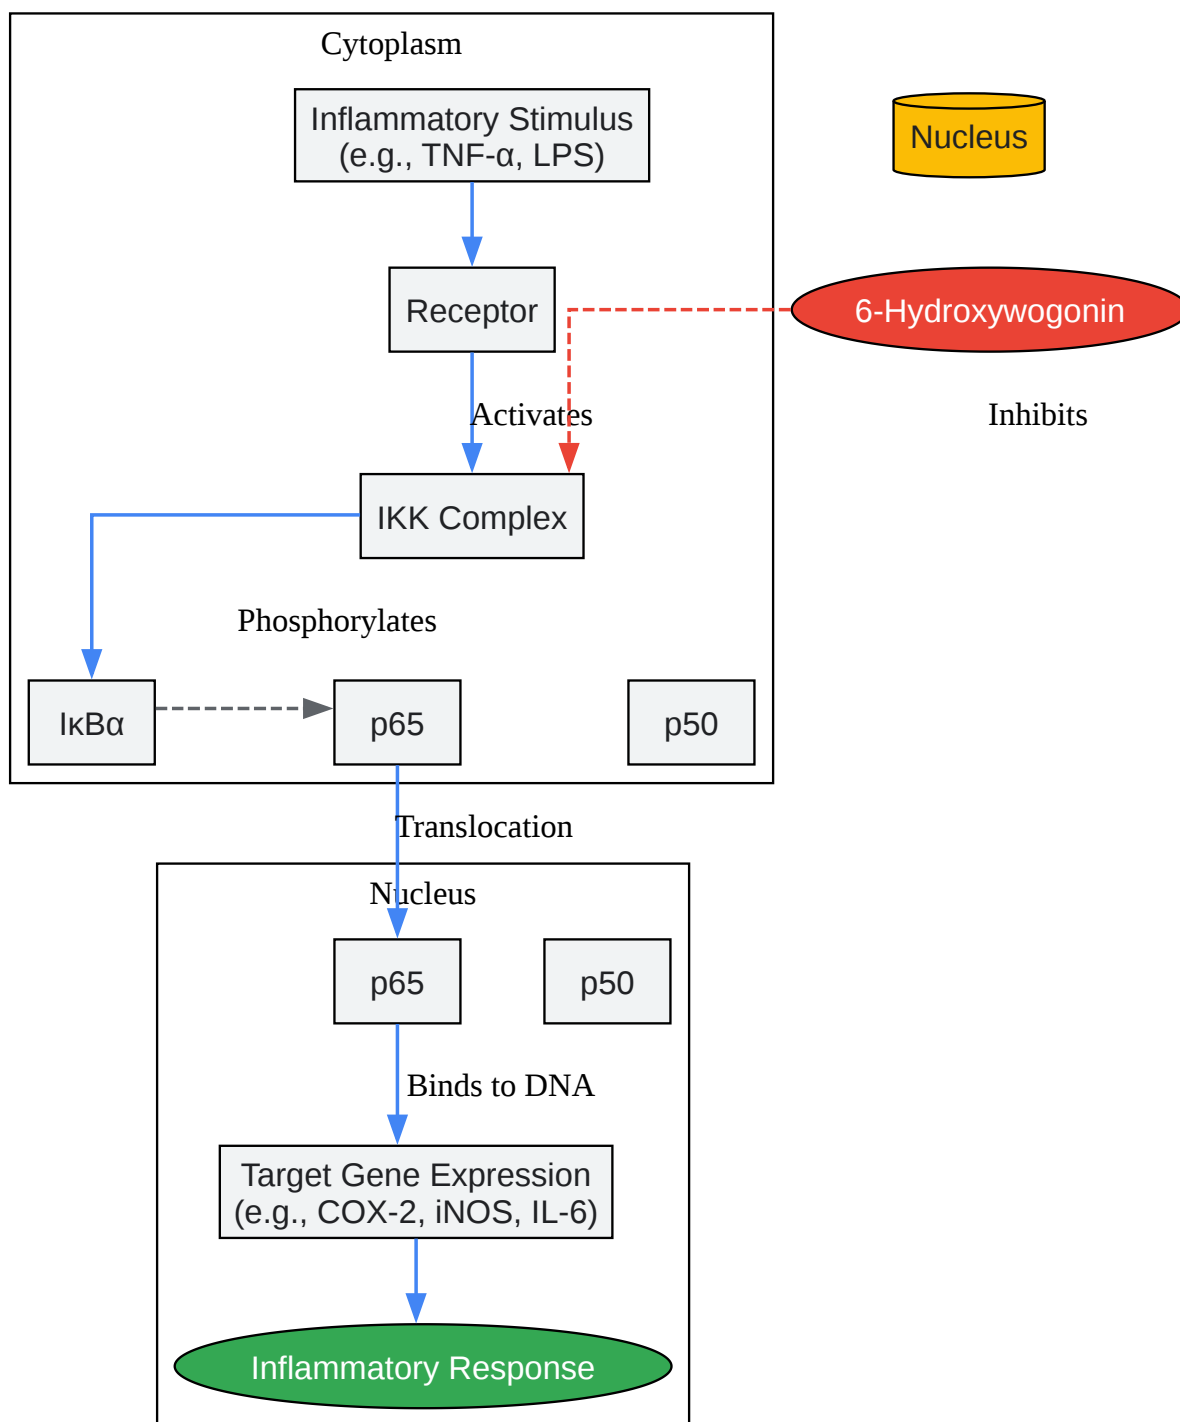 Cytoplasm
Inflammatory Stimulus
(e.g., TNF-α, LPS)
Nucleus
Receptor
6-Hydroxywogonin
Activates
Inhibits
IKK Complex
Phosphorylates
IκBα
p65
p50
Translocation
Nucleus
p65
p50
Binds to DNA
Target Gene Expression
(e.g., COX-2, iNOS, IL-6)
Inflammatory Response